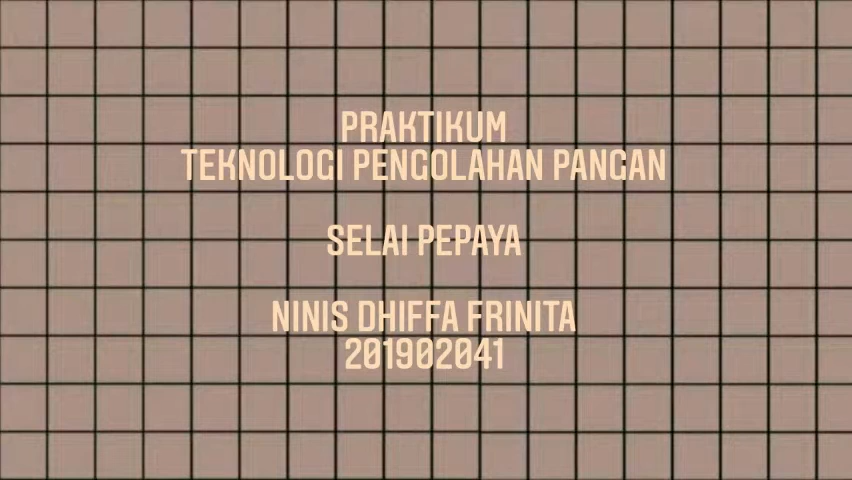 PRAKTIKUM
TEKNOLOGI PENGOLAHAN PANGAN
SELAI PEPAYA
NINIS DHIFFA FRINITA
201902041